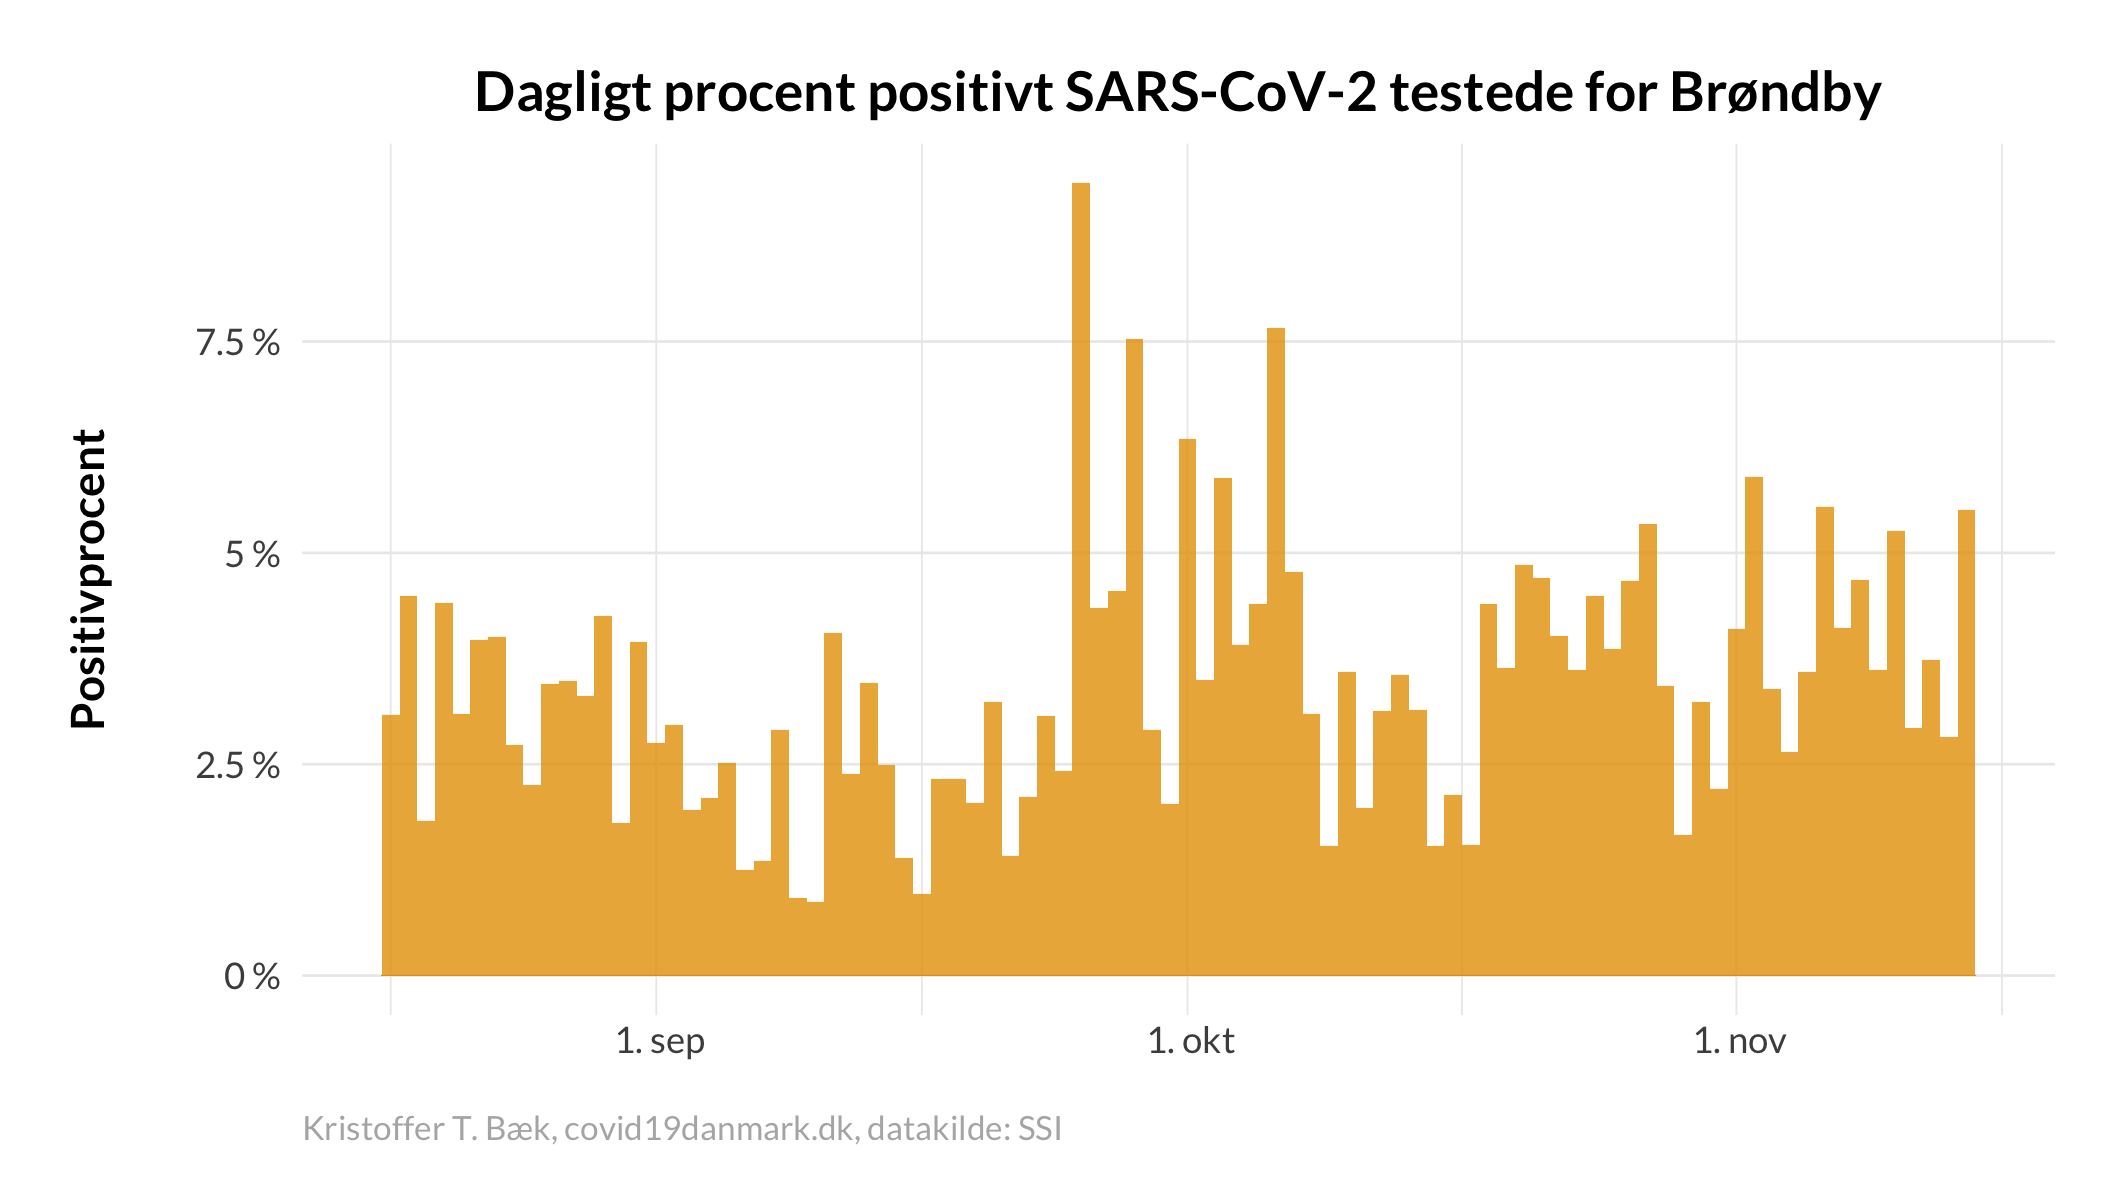 Dagligt procent positivt SARS-CoV-2 testede for Brøndby
Positivprocent
7.5 %
5 %
2.5 %
0 %
1. sep
1. okt
1. nov
Kristoffer T. Bæk, covid19danmark.dk, datakilde: SSI